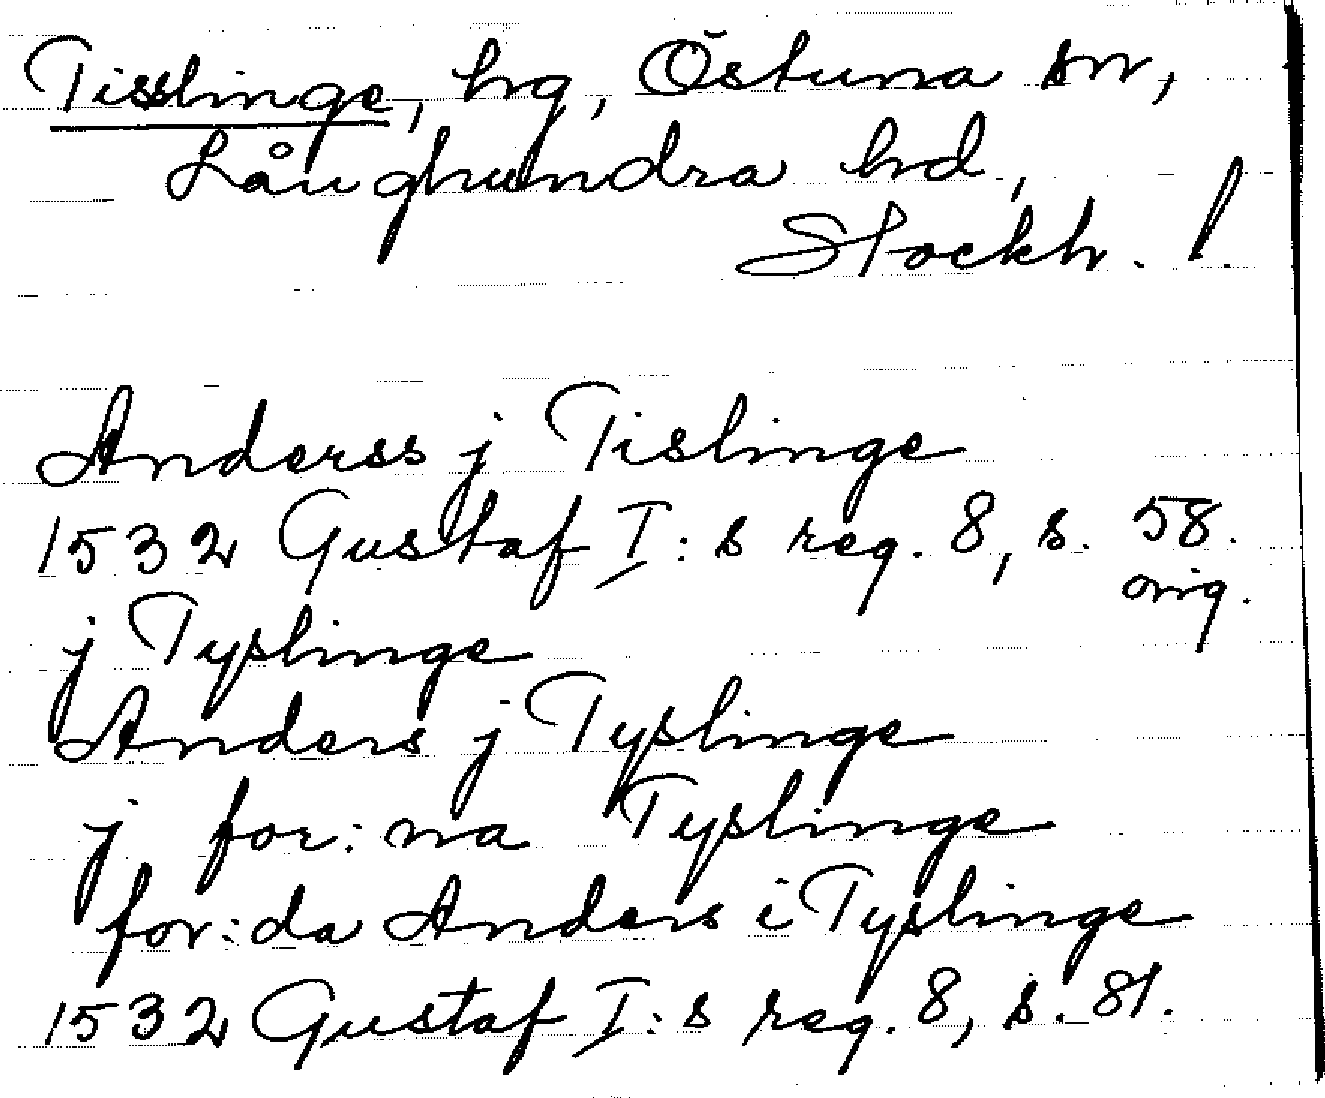 Tisslinge, hg, Östuna sn,
Långhundra hd,
Stockh. l.
Anderss j Tislinge
1532 Gustaf I:s reg. 8, s. 58.
orig.
j Tyslinge
Anders j Tyslinge
j for:na Tyslinge
for:da Anders i Tyslinge
1532 Gustaf I:s reg. 8, s. 81.